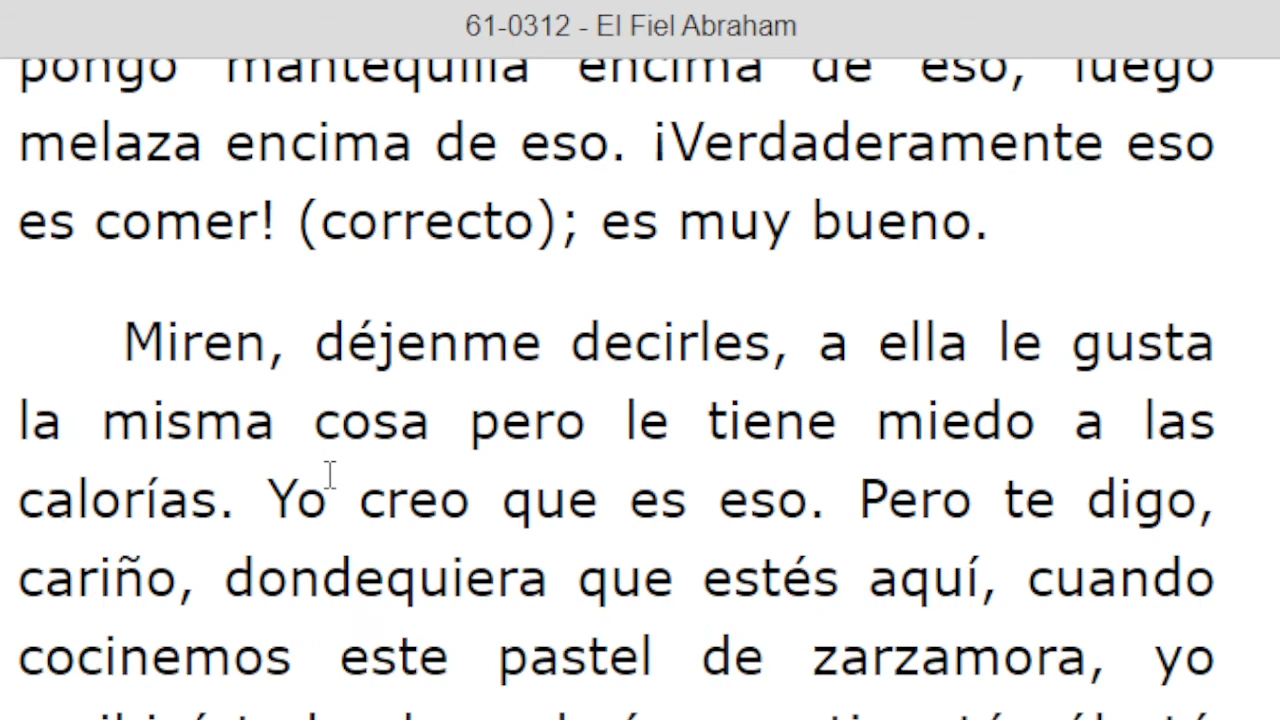 61-0312 - El Fiel Abraham
pongo mantequilla encima de eso, luego
melaza encima de eso. ¡Verdaderamente eso
es comer! (correcto); es muy bueno.
Miren, déjenme decirles, a ella le gusta
la misma cosa pero le tiene miedo a las
calorías. Yo creo que es eso. Pero te digo,
cariño, dondequiera que estés aquí, cuando
cocinemos este pastel de zarzamora, yo